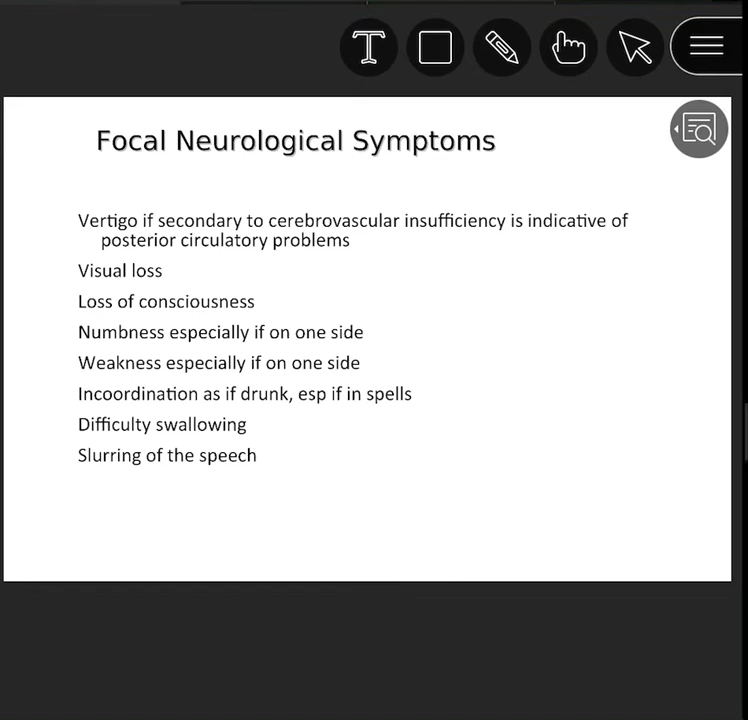 Focal Neurological Symptoms
Vertigo if secondary to cerebrovascular insufficiency is indicative of
posterior circulatory problems
Visual loss
Loss of consciousness
Numbness especially if on one side
Weakness especially if on one side
Incoordination as if drunk, esp if in spells
Difficulty swallowing
Slurring of the speech